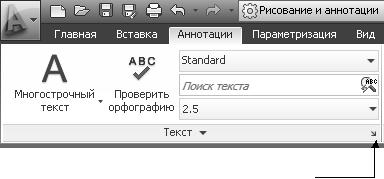 Рисование и аннотации
Главная Вставка Аннотации Параметризация Вид
A ABC Standard
Многострочный текст Проверить орфографию Поиск текста
2.5
Текст